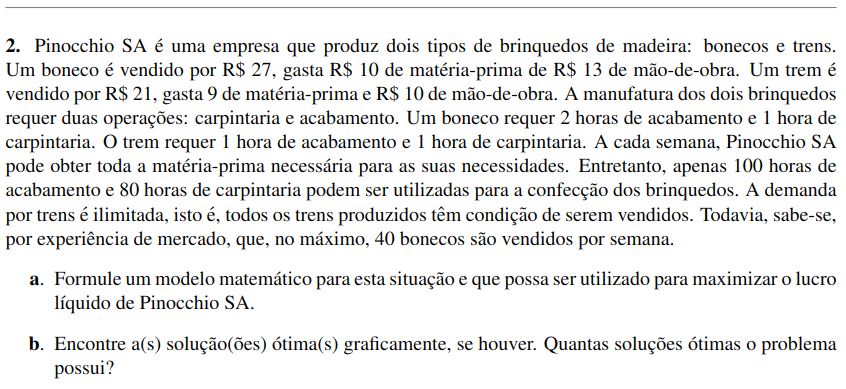 2. Pinocchio SA é uma empresa que produz dois tipos de brinquedos de madeira: bonecos e trens.
Um boneco é vendido por R$ 27, gasta R$ 10 de matéria-prima de R$ 13 de mão-de-obra. Um trem é
vendido por R$ 21, gasta 9 de matéria-prima e R$ 10 de mão-de-obra. A manufatura dos dois brinquedos
requer duas operações: carpintaria e acabamento. Um boneco requer 2 horas de acabamento e 1 hora de
carpintaria. O trem requer 1 hora de acabamento e 1 hora de carpintaria. A cada semana, Pinocchio SA
pode obter toda a matéria-prima necessária para as suas necessidades. Entretanto, apenas 100 horas de
acabamento e 80 horas de carpintaria podem ser utilizadas para a confecção dos brinquedos. A demanda
por trens é ilimitada, isto é, todos os trens produzidos têm condição de serem vendidos. Todavia, sabe-se,
por experiência de mercado, que, no máximo, 40 bonecos são vendidos por semana.
a. Formule um modelo matemático para esta situação e que possa ser utilizado para maximizar o lucro
líquido de Pinocchio SA.
b. Encontre a(s) solução(ões) ótima(s) graficamente, se houver. Quantas soluções ótimas o problema
possui?